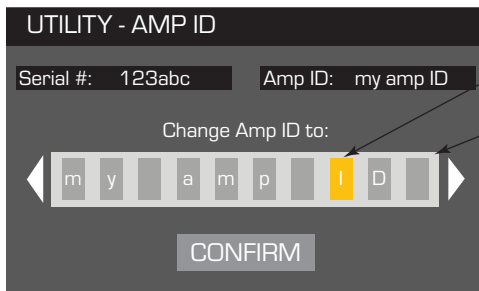 UTILITY - AMP ID
Serial #: 123abc Amp ID: my amp ID
Change Amp ID to:
m y a m p I D
CONFIRM